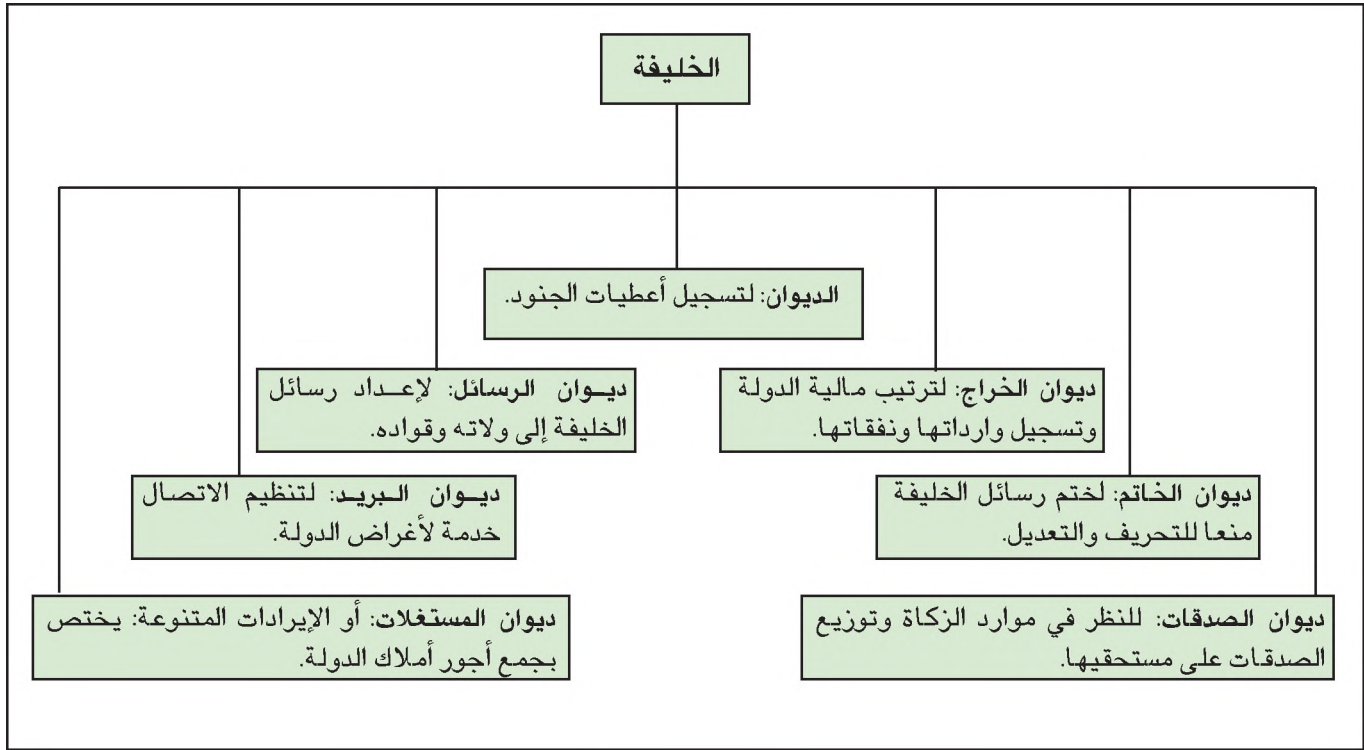 الخليفة
الديوان: لتسجيل أعطيات الجنود.
ديوان الخراج: لترتيب مالية الدولة
وتسجيل وارداتها ونفقاتها.
ديوان الرسائل: لإعداد رسائل
الخليفة إلى ولاته وقواده.
ديوان الخاتم: لختم رسائل الخليفة
منعا للتحريف والتعديل.
ديوان البريد: لتنظيم الاتصال
خدمة لأغراض الدولة.
ديوان الصدقات: للنظر في موارد الزكاة وتوزيع
الصدقات على مستحقيها.
ديوان المستغلات: أو الإيرادات المتنوعة: يختص
بجمع أجور أملاك الدولة.